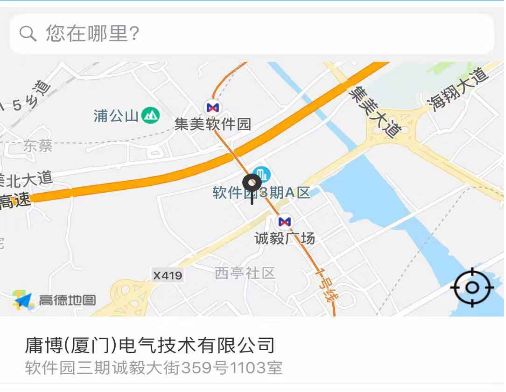 您在哪里?
15乡道
海翔大道
集美大道
浦公山
集美软件园
东蔡
美北大道
高速
软件园3期A区
诚毅广场
X419
西亭社区
1号线
高德地图
庸博(厦门)电气技术有限公司
软件园三期诚毅大街359号1103室